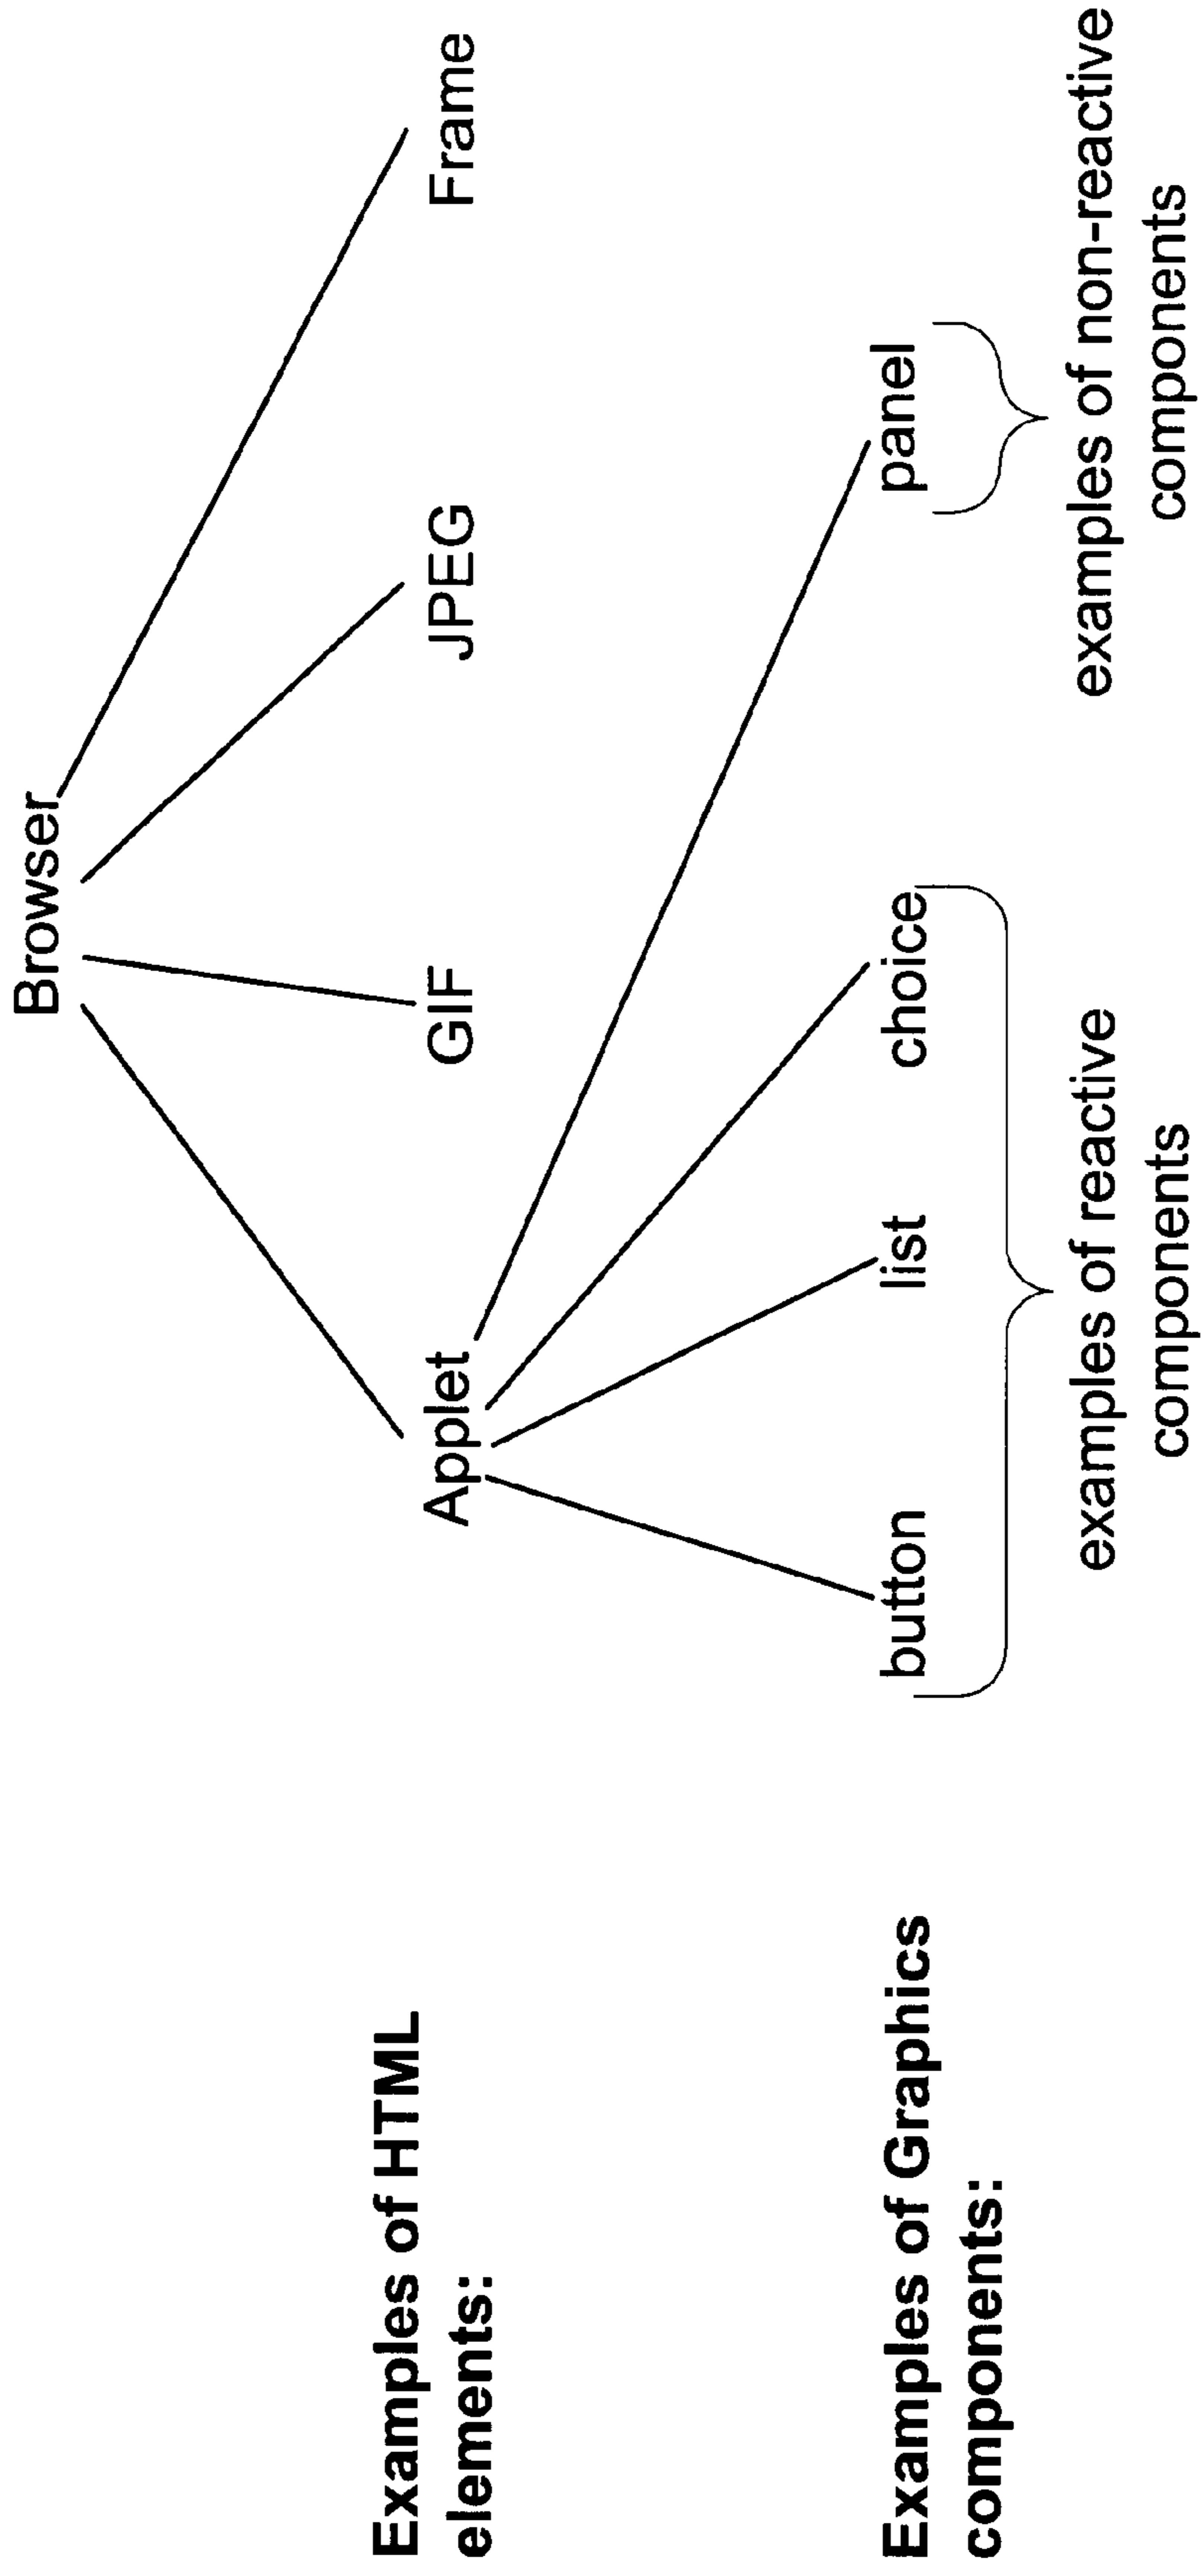 Browser
Examples of HTML
elements:
Applet GIF JPEG Frame
Examples of Graphics
components:
button list choice panel
examples of reactive
components
examples of non-reactive
components